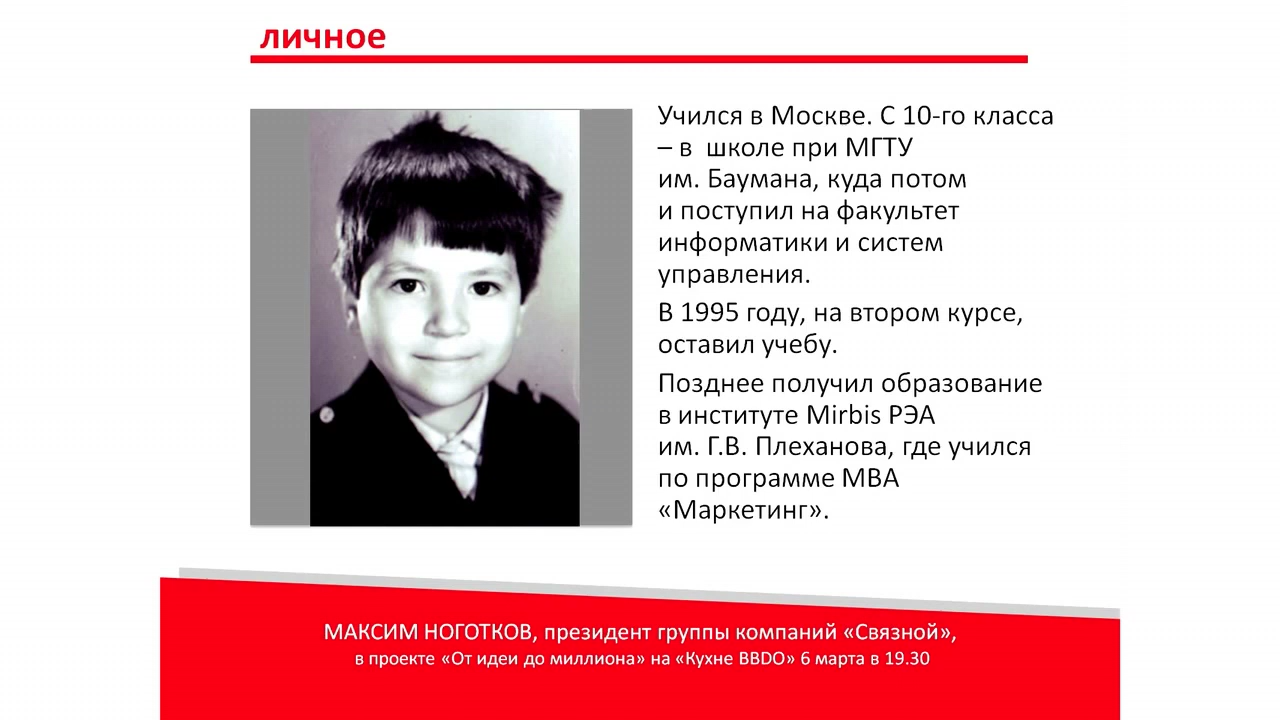 личное
Учился в Москве. С 10-го класса
– в школе при МГТУ
им. Баумана, куда потом
и поступил на факультет
информатики и систем
управления.
В 1995 году, на втором курсе,
оставил учебу.
Позднее получил образование
в институте Mirbis РЭА
им. Г.В. Плеханова, где учился
по программе MBA
«Маркетинг».
МАКСИМ НОГОТКОВ, президент группы компаний «Связной»,
в проекте «От идеи до миллиона» на «Кухне BBDO» 6 марта в 19.30